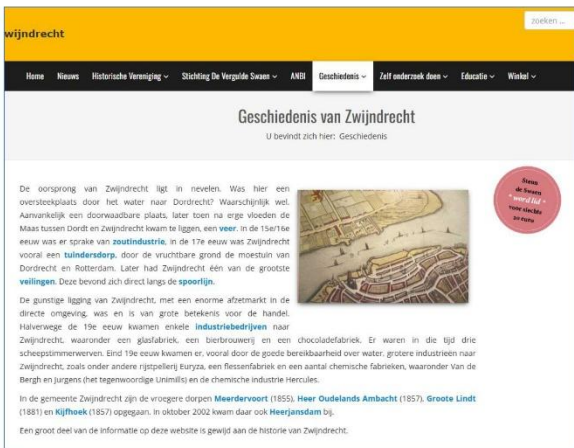 zoeken ...
wijndrecht
Home Nieuws Historische Vereniging Stichting De Vergulde Swaen ANBI Geschiedenis Zelf onderzoek doen Educatie Winkel
Geschiedenis van Zwijndrecht
U bevindt zich hier: Geschiedenis
Steun
de Swaen
* word lid *
voor slechts
20 euro
De oorsprong van Zwijndrecht ligt in nevelen. Was hier een
oversteekplaats door het water naar Dordrecht? Waarschijnlijk wel.
Aanvankelijk een doorwaadbare plaats, later toen na erge vloeden de
Maas tussen Dordt en Zwijndrecht kwam te liggen, een veer. In de 15e/16e
eeuw was er sprake van zoutindustrie, in de 17e eeuw was Zwijndrecht
vooral een tuindersdorp, door de vruchtbare grond de moestuin van
Dordrecht en Rotterdam. Later had Zwijndrecht één van de grootste
veilingen. Deze bevond zich direct langs de spoorlijn.
De gunstige ligging van Zwijndrecht, met een enorme afzetmarkt in de
directe omgeving, was en is van grote betekenis voor de handel.
Halverwege de 19e eeuw kwamen enkele industriebedrijven naar
Zwijndrecht, waaronder een glasfabriek, een bierbrouwerij en een chocoladefabriek. Er waren in die tijd drie
scheepstimmerwerven. Eind 19e eeuw kwamen er, vooral door de goede bereikbaarheid over water, grotere industrieën naar
Zwijndrecht, zoals onder andere rijstpellerij Euryza, een flessenfabriek en een aantal chemische fabrieken, waaronder Van de
Bergh en Jurgens (het tegenwoordige Unimills) en de chemische industrie Hercules.
In de gemeente Zwijndrecht zijn de vroegere dorpen Meerdervoort (1855), Heer Oudelands Ambacht (1857), Groote Lindt
(1881) en Kijfhoek (1857) opgegaan. In oktober 2002 kwam daar ook Heerjansdam bij.
Een groot deel van de informatie op deze website is gewijd aan de historie van Zwijndrecht.